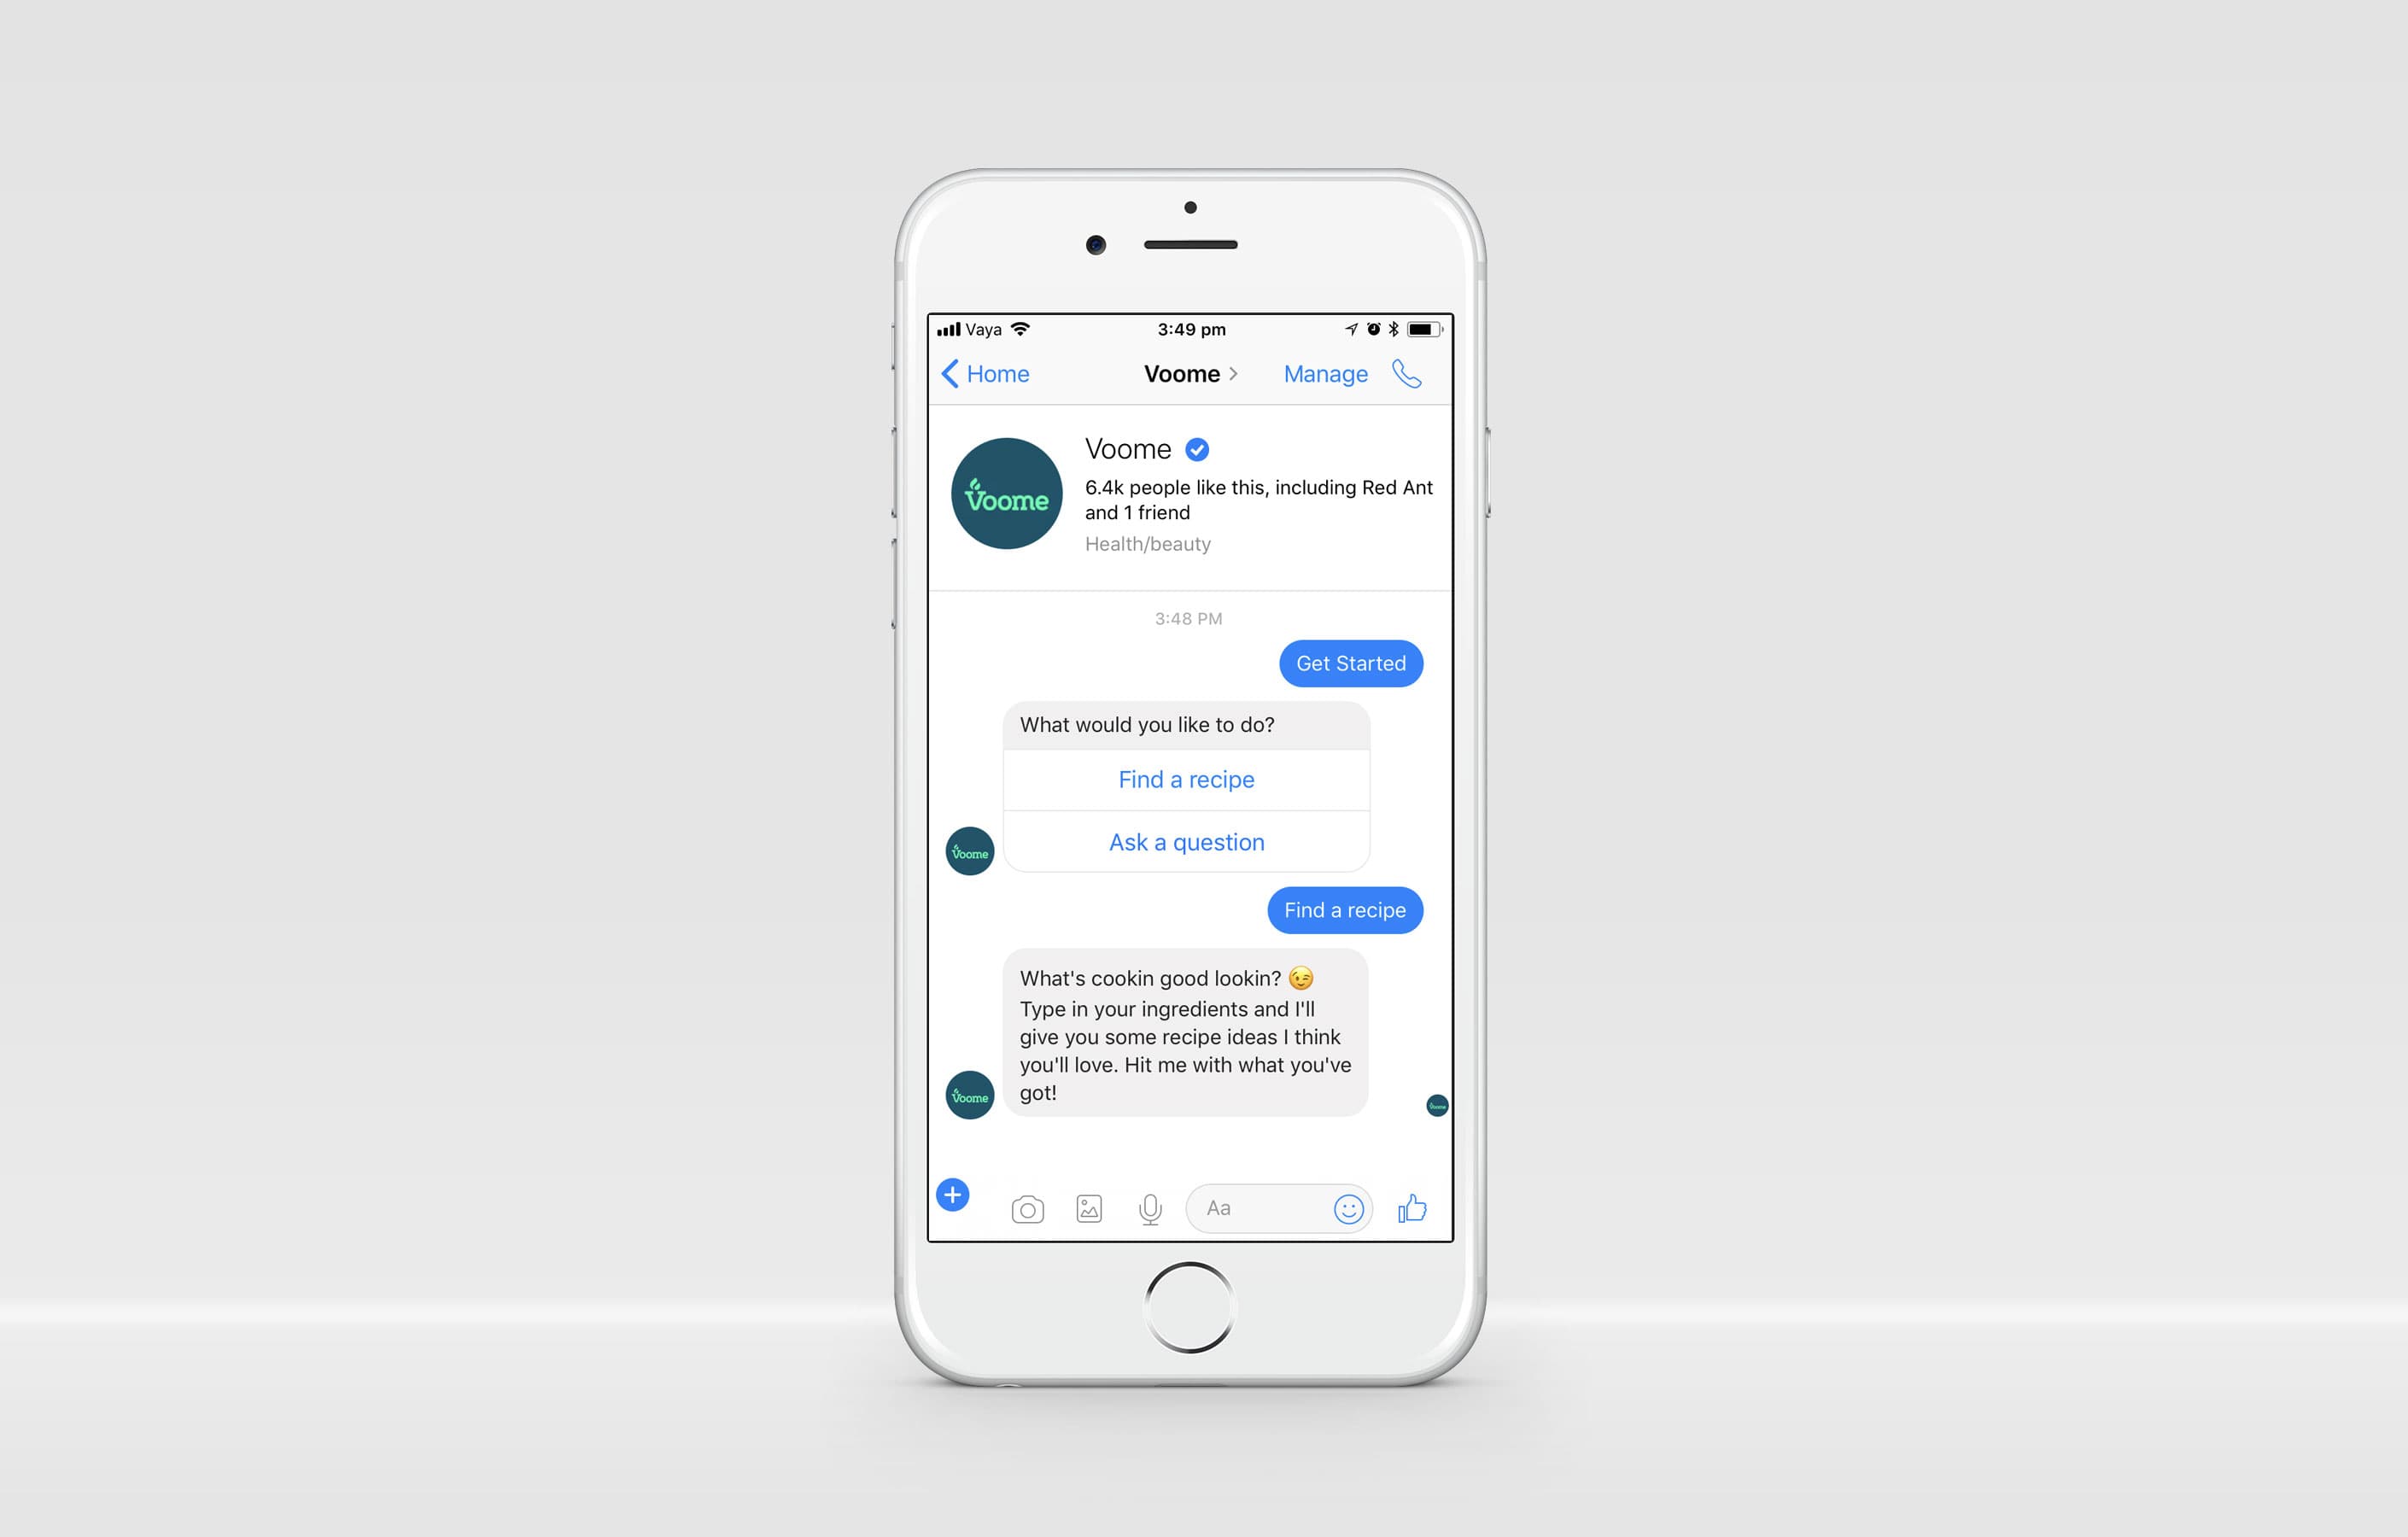 Vaya
3:49 pm
Home
Voome
Manage
Voome
Voome
6.4k people like this, including Red Ant
and 1 friend
Health/beauty
3:48 PM
Get Started
What would you like to do?
Find a recipe
Ask a question
Voome
Find a recipe
What's cookin good lookin? 😉
Type in your ingredients and I'll
give you some recipe ideas I think
you'll love. Hit me with what you've
got!
Voome
Voome
Aa